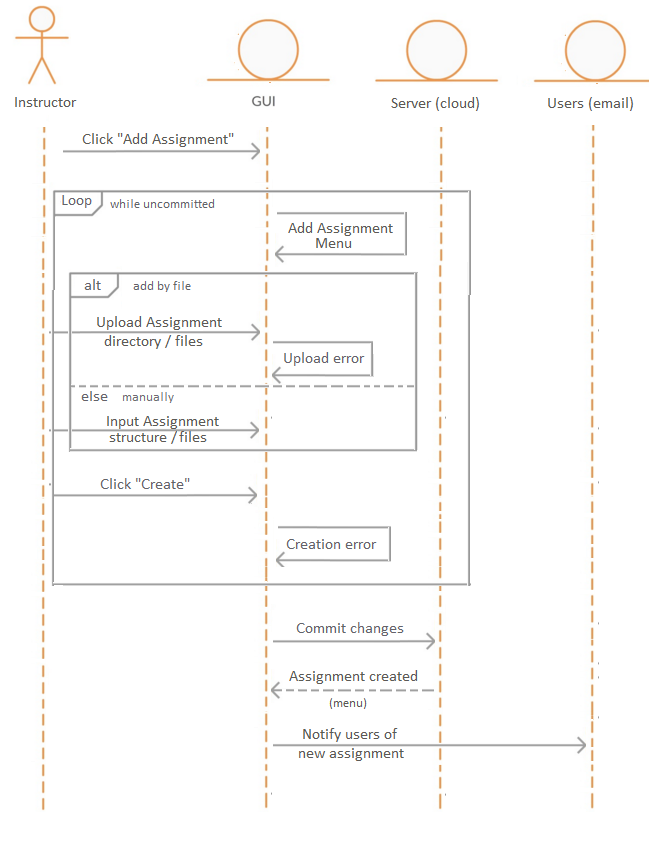 Instructor
GUI
Server (cloud)
Users (email)
Click "Add Assignment"
Loop
while uncommitted
Add Assignment
Menu
alt
add by file
Upload Assignment
directory / files
Upload error
else
manually
Input Assignment
structure / files
Click "Create"
Creation error
Commit changes
Assignment created
(menu)
Notify users of
new assignment